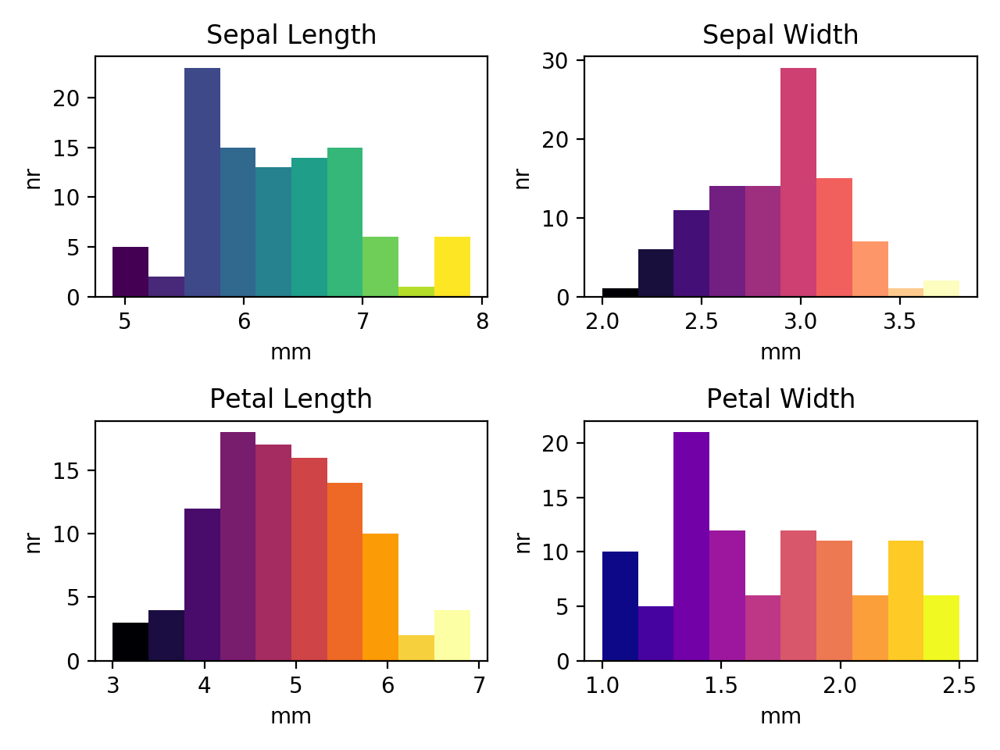 Sepal Length
20
15
10
5
0
nr
5 6 7 8
mm
Sepal Width
30
20
10
0
nr
2.0 2.5 3.0 3.5
mm
Petal Length
15
10
5
0
nr
3 4 5 6 7
mm
Petal Width
20
15
10
5
0
nr
1.0 1.5 2.0 2.5
mm